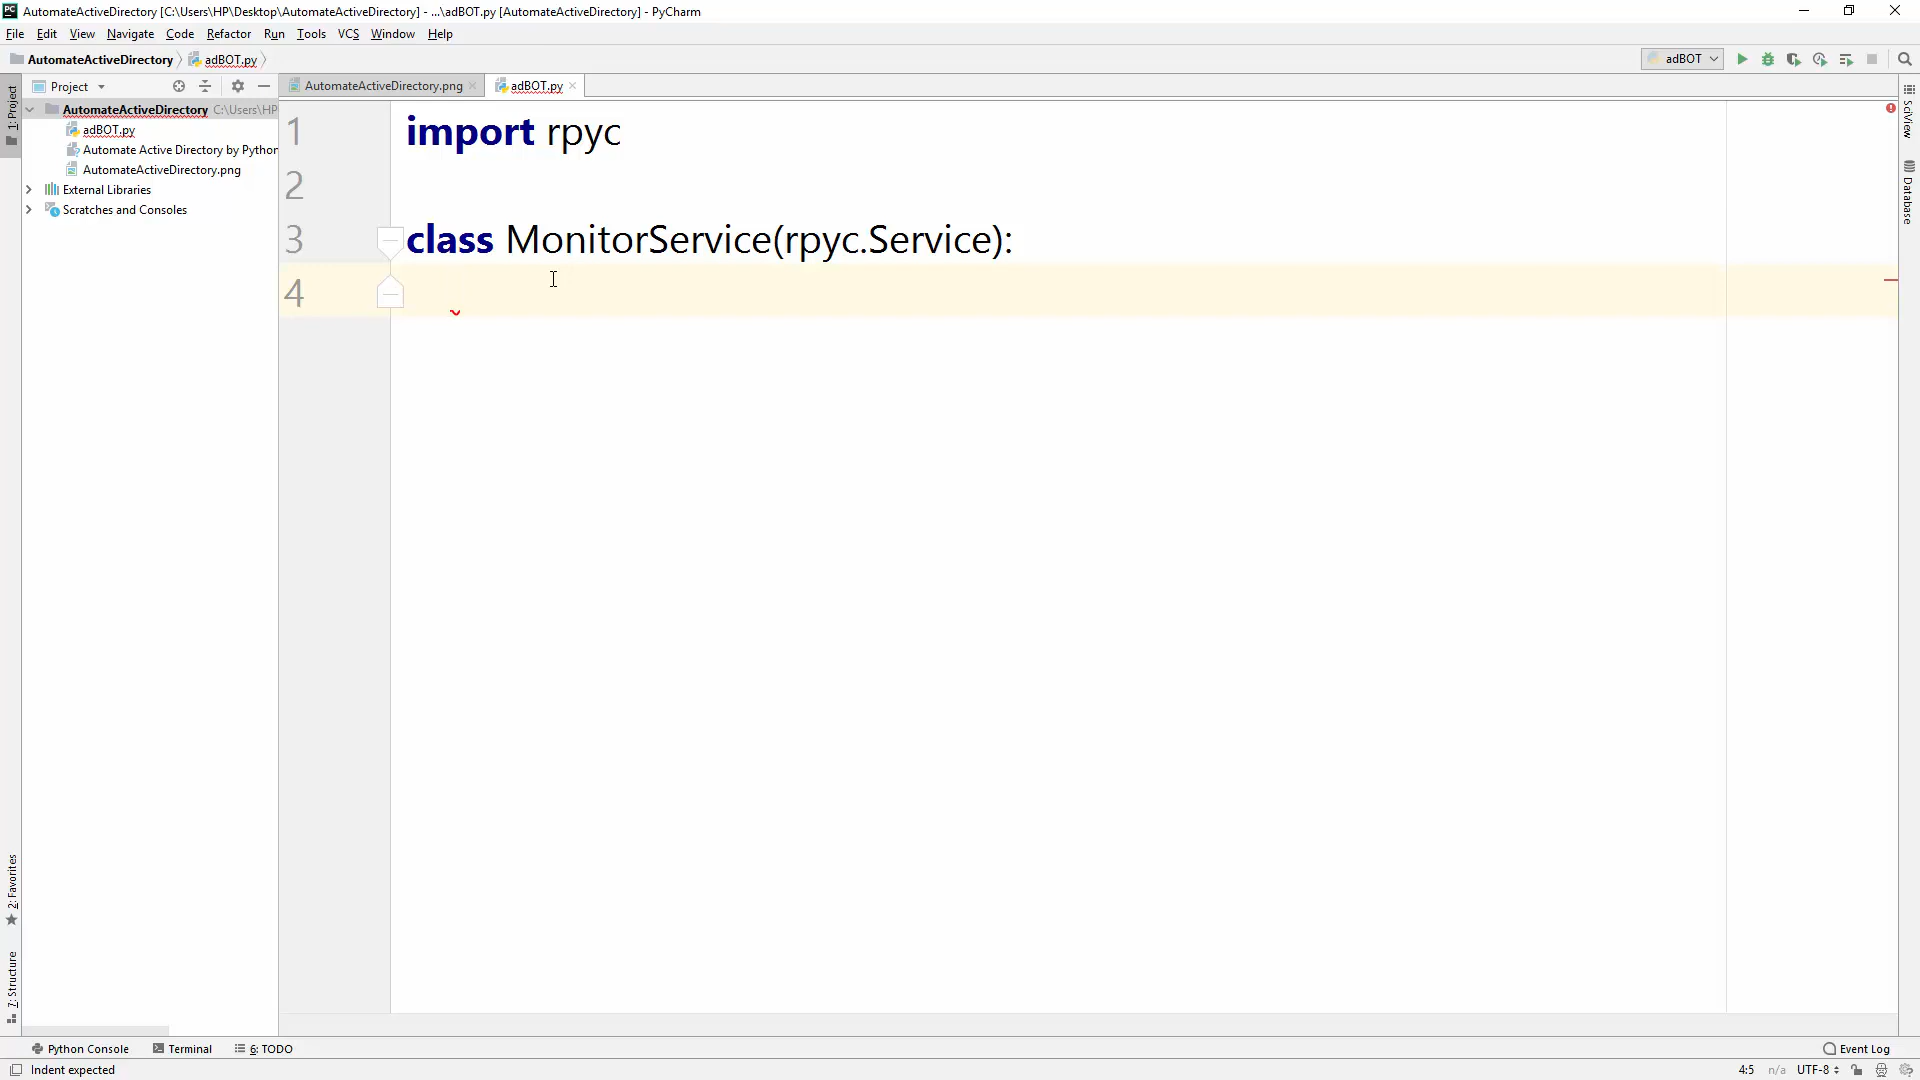 AutomateActiveDirectory [C:\Users\HP\Desktop\AutomateActiveDirectory] - ...\adBOT.py [AutomateActiveDirectory] - PyCharm
File Edit View Navigate Code Refactor Run Tools VCS Window Help
AutomateActiveDirectory adBOT.py adBOT
Project AutomateActiveDirectory.png adBOT.py
1: Project
AutomateActiveDirectory C:\Users\HP
adBOT.py
Automate Active Directory by Python
AutomateActiveDirectory.png
External Libraries
Scratches and Consoles
1 import rpyc
2
3 class MonitorService(rpyc.Service):
4
SciView
Database
2: Favorites
7: Structure
Python Console Terminal 6: TODO Event Log
Indent expected 4:5 n/a UTF-8